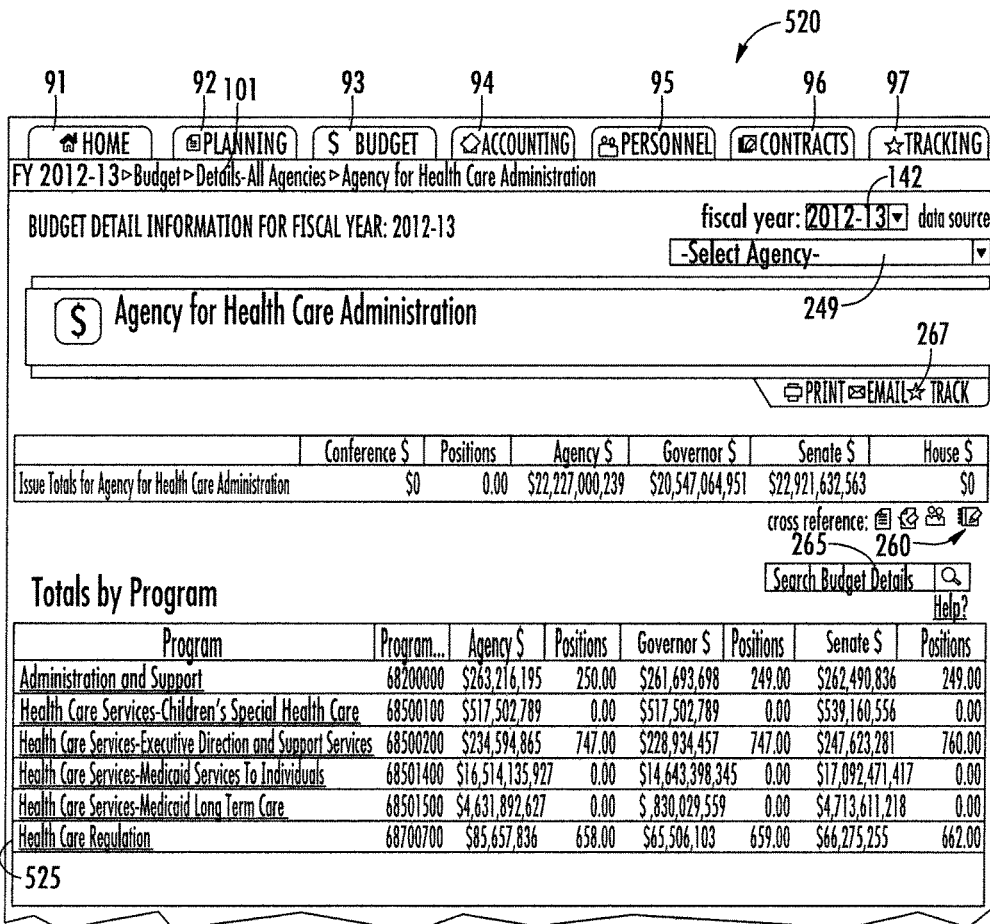 520
91 92 101 93 94 95 96 97
HOME PLANNING $ BUDGET ACCOUNTING PERSONNEL CONTRACTS TRACKING
FY 2012-13▹Budget▹Details-All Agencies▹Agency for Health Care Administration
142
BUDGET DETAIL INFORMATION FOR FISCAL YEAR: 2012-13
fiscal year: 2012-13 data source
-Select Agency-
249
$ Agency for Health Care Administration
267
PRINT EMAIL TRACK
Conference $ Positions Agency $ Governor $ Senate $ House $
Issue Totals for Agency for Health Care Administration $0 0.00 $22,227,000,239 $20,547,064,951 $22,921,632,563 $0
cross reference:
265 260
Search Budget Details
Help?
Totals by Program
Program Program... Agency $ Positions Governor $ Positions Senate $ Positions
Administration and Support 68200000 $263,216,195 250.00 $261,693,698 249.00 $262,490,836 249.00
Health Care Services-Children's Special Health Care 68500100 $517,502,789 0.00 $517,502,789 0.00 $539,160,556 0.00
Health Care Services-Executive Direction and Support Services 68500200 $234,594,865 747.00 $228,934,457 747.00 $247,623,281 760.00
Health Care Services-Medicaid Services To Individuals 68501400 $16,514,135,927 0.00 $14,643,398,345 0.00 $17,092,471,417 0.00
Health Care Services-Medicaid Long Term Care 68501500 $4,631,892,627 0.00 $ ,830,029,559 0.00 $4,713,611,218 0.00
Health Care Regulation 68700700 $85,657,836 658.00 $65,506,103 659.00 $66,275,255 662.00
525